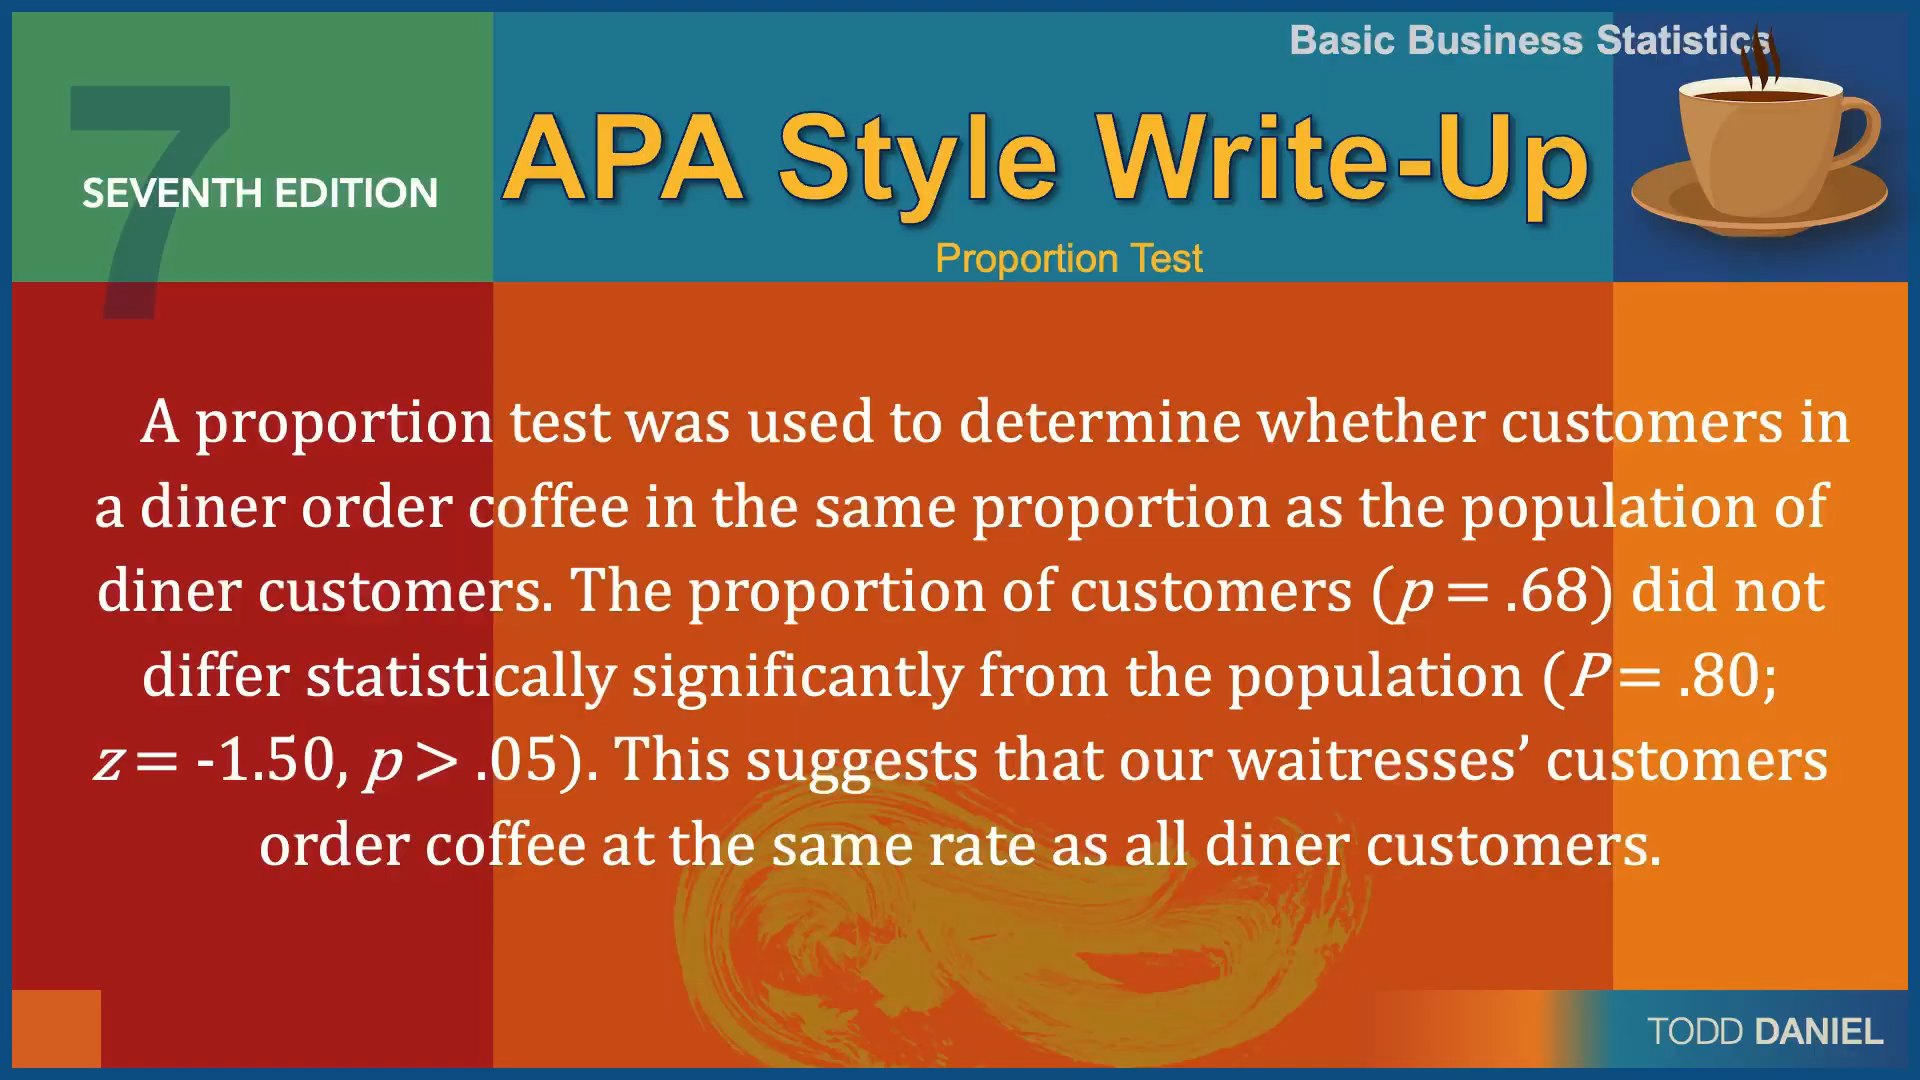 Basic Business Statistics
7
SEVENTH EDITION
APA Style Write-Up
Proportion Test
A proportion test was used to determine whether customers in
a diner order coffee in the same proportion as the population of
diner customers. The proportion of customers (p = .68) did not
differ statistically significantly from the population (P = .80;
z = -1.50, p > .05). This suggests that our waitresses’ customers
order coffee at the same rate as all diner customers.
TODD DANIEL